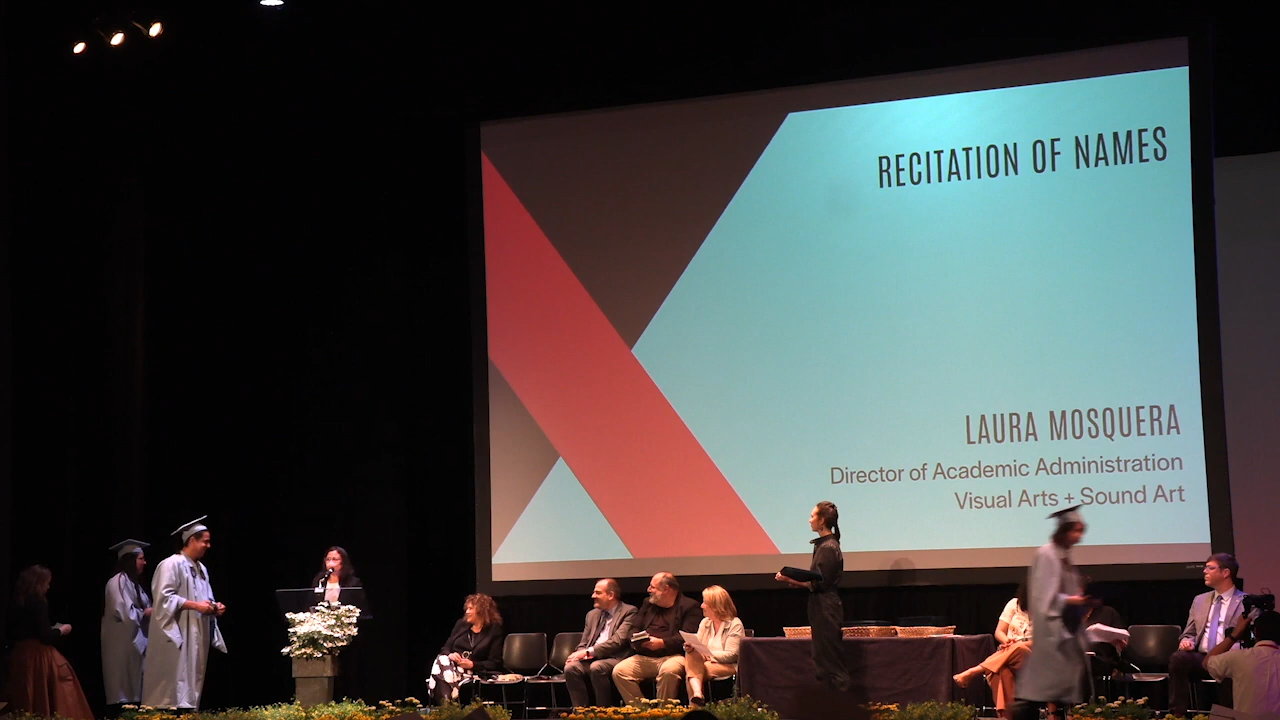 RECITATION OF NAMES
LAURA MOSQUERA
Director of Academic Administration
Visual Arts + Sound Art